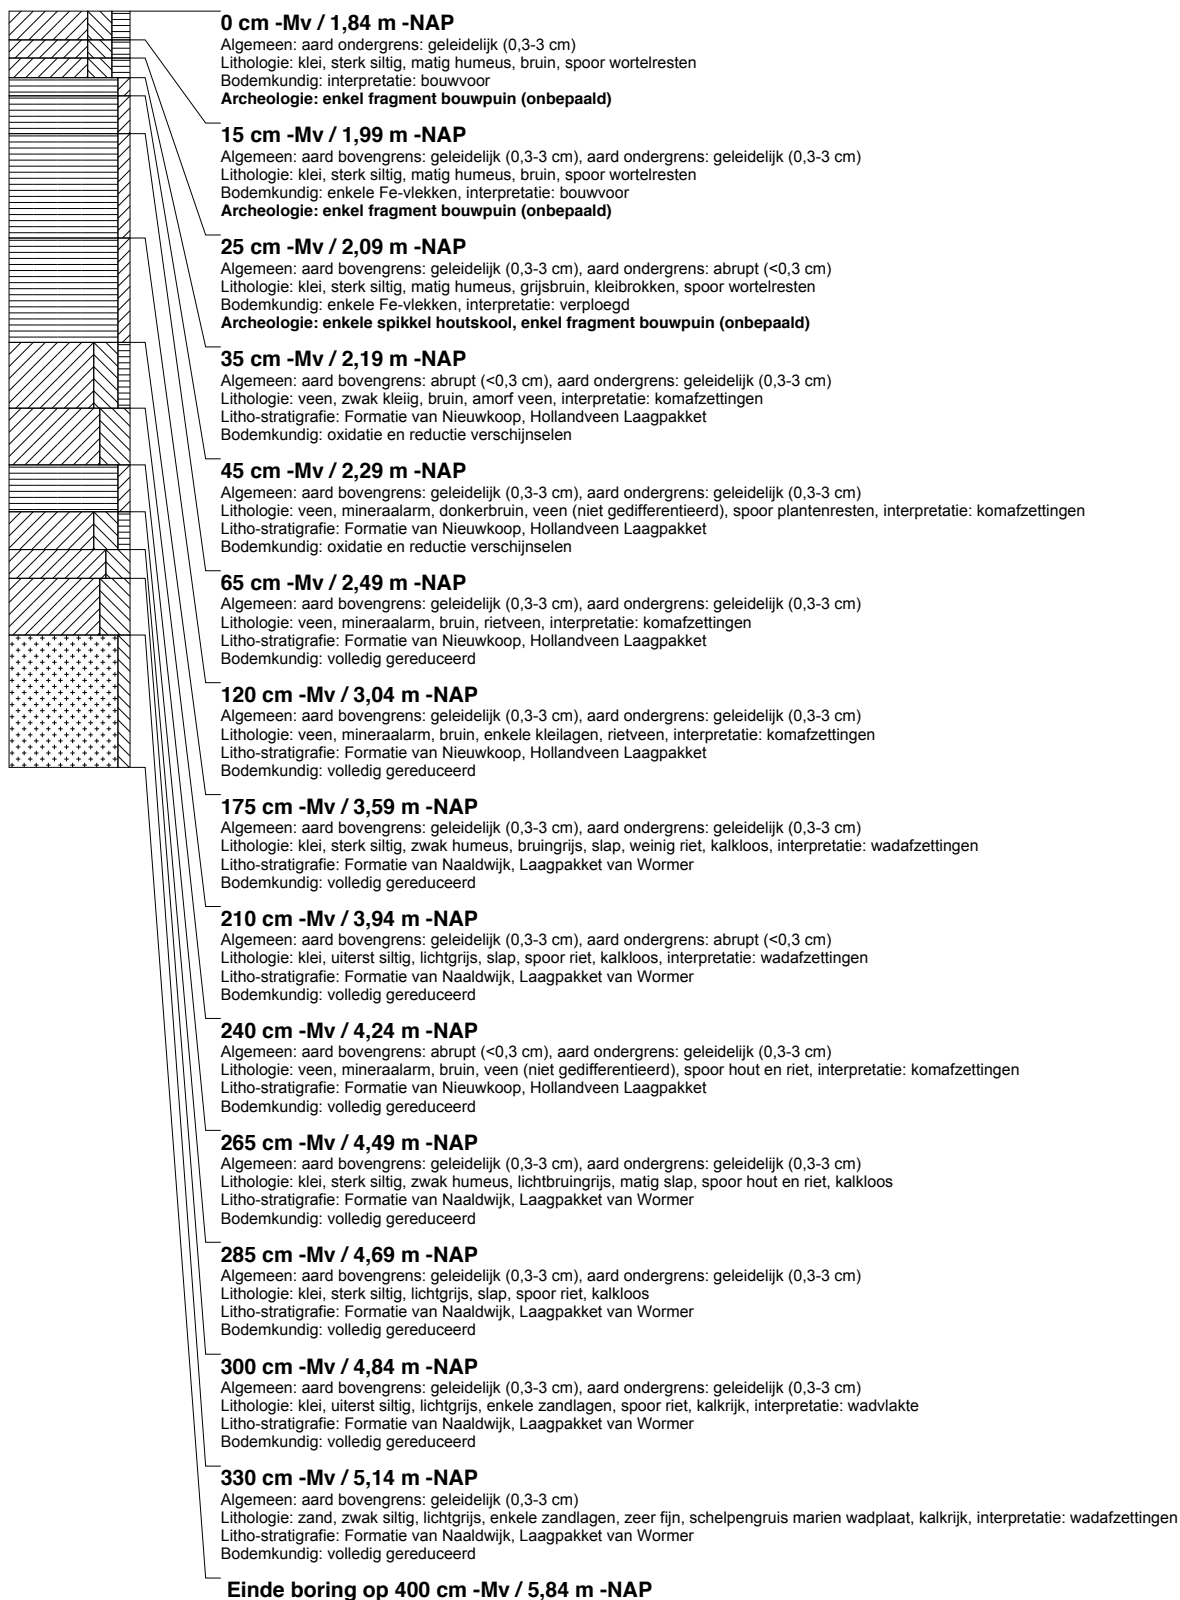 0 cm -Mv / 1,84 m -NAP
Algemeen: aard ondergrens: geleidelijk (0,3-3 cm)
Lithologie: klei, sterk siltig, matig humeus, bruin, spoor wortelresten
Bodemkundig: interpretatie: bouwvoor
Archeologie: enkel fragment bouwpuin (onbepaald)
15 cm -Mv / 1,99 m -NAP
Algemeen: aard bovengrens: geleidelijk (0,3-3 cm), aard ondergrens: geleidelijk (0,3-3 cm)
Lithologie: klei, sterk siltig, matig humeus, bruin, spoor wortelresten
Bodemkundig: enkele Fe-vlekken, interpretatie: bouwvoor
Archeologie: enkel fragment bouwpuin (onbepaald)
25 cm -Mv / 2,09 m -NAP
Algemeen: aard bovengrens: geleidelijk (0,3-3 cm), aard ondergrens: abrupt (<0,3 cm)
Lithologie: klei, sterk siltig, matig humeus, grijsbruin, kleibrokken, spoor wortelresten
Bodemkundig: enkele Fe-vlekken, interpretatie: verploegd
Archeologie: enkele spikkel houtskool, enkel fragment bouwpuin (onbepaald)
35 cm -Mv / 2,19 m -NAP
Algemeen: aard bovengrens: abrupt (<0,3 cm), aard ondergrens: geleidelijk (0,3-3 cm)
Lithologie: veen, zwak kleiig, bruin, amorf veen, interpretatie: komafzettingen
Litho-stratigrafie: Formatie van Nieuwkoop, Hollandveen Laagpakket
Bodemkundig: oxidatie en reductie verschijnselen
45 cm -Mv / 2,29 m -NAP
Algemeen: aard bovengrens: geleidelijk (0,3-3 cm), aard ondergrens: geleidelijk (0,3-3 cm)
Lithologie: veen, mineraalarm, donkerbruin, veen (niet gedifferentieerd), spoor plantenresten, interpretatie: komafzettingen
Litho-stratigrafie: Formatie van Nieuwkoop, Hollandveen Laagpakket
Bodemkundig: oxidatie en reductie verschijnselen
65 cm -Mv / 2,49 m -NAP
Algemeen: aard bovengrens: geleidelijk (0,3-3 cm), aard ondergrens: geleidelijk (0,3-3 cm)
Lithologie: veen, mineraalarm, bruin, rietveen, interpretatie: komafzettingen
Litho-stratigrafie: Formatie van Nieuwkoop, Hollandveen Laagpakket
Bodemkundig: volledig gereduceerd
120 cm -Mv / 3,04 m -NAP
Algemeen: aard bovengrens: geleidelijk (0,3-3 cm), aard ondergrens: geleidelijk (0,3-3 cm)
Lithologie: veen, mineraalarm, bruin, enkele kleilagen, rietveen, interpretatie: komafzettingen
Litho-stratigrafie: Formatie van Nieuwkoop, Hollandveen Laagpakket
Bodemkundig: volledig gereduceerd
175 cm -Mv / 3,59 m -NAP
Algemeen: aard bovengrens: geleidelijk (0,3-3 cm), aard ondergrens: geleidelijk (0,3-3 cm)
Lithologie: klei, sterk siltig, zwak humeus, bruingrijs, slap, weinig riet, kalkloos, interpretatie: wadafzettingen
Litho-stratigrafie: Formatie van Naaldwijk, Laagpakket van Wormer
Bodemkundig: volledig gereduceerd
210 cm -Mv / 3,94 m -NAP
Algemeen: aard bovengrens: geleidelijk (0,3-3 cm), aard ondergrens: abrupt (<0,3 cm)
Lithologie: klei, uiterst siltig, lichtgrijs, slap, spoor riet, kalkloos, interpretatie: wadafzettingen
Litho-stratigrafie: Formatie van Naaldwijk, Laagpakket van Wormer
Bodemkundig: volledig gereduceerd
240 cm -Mv / 4,24 m -NAP
Algemeen: aard bovengrens: abrupt (<0,3 cm), aard ondergrens: geleidelijk (0,3-3 cm)
Lithologie: veen, mineraalarm, bruin, veen (niet gedifferentieerd), spoor hout en riet, interpretatie: komafzettingen
Litho-stratigrafie: Formatie van Nieuwkoop, Hollandveen Laagpakket
Bodemkundig: volledig gereduceerd
265 cm -Mv / 4,49 m -NAP
Algemeen: aard bovengrens: geleidelijk (0,3-3 cm), aard ondergrens: geleidelijk (0,3-3 cm)
Lithologie: klei, sterk siltig, zwak humeus, lichtbruingrijs, matig slap, spoor hout en riet, kalkloos
Litho-stratigrafie: Formatie van Naaldwijk, Laagpakket van Wormer
Bodemkundig: volledig gereduceerd
285 cm -Mv / 4,69 m -NAP
Algemeen: aard bovengrens: geleidelijk (0,3-3 cm), aard ondergrens: geleidelijk (0,3-3 cm)
Lithologie: klei, sterk siltig, lichtgrijs, slap, spoor riet, kalkloos
Litho-stratigrafie: Formatie van Naaldwijk, Laagpakket van Wormer
Bodemkundig: volledig gereduceerd
300 cm -Mv / 4,84 m -NAP
Algemeen: aard bovengrens: geleidelijk (0,3-3 cm), aard ondergrens: geleidelijk (0,3-3 cm)
Lithologie: klei, uiterst siltig, lichtgrijs, enkele zandlagen, spoor riet, kalkrijk, interpretatie: wadvlakte
Litho-stratigrafie: Formatie van Naaldwijk, Laagpakket van Wormer
Bodemkundig: volledig gereduceerd
330 cm -Mv / 5,14 m -NAP
Algemeen: aard bovengrens: geleidelijk (0,3-3 cm)
Lithologie: zand, zwak siltig, lichtgrijs, enkele zandlagen, zeer fijn, schelpengruis marien wadplaat, kalkrijk, interpretatie: wadafzettingen
Litho-stratigrafie: Formatie van Naaldwijk, Laagpakket van Wormer
Bodemkundig: volledig gereduceerd
Einde boring op 400 cm -Mv / 5,84 m -NAP